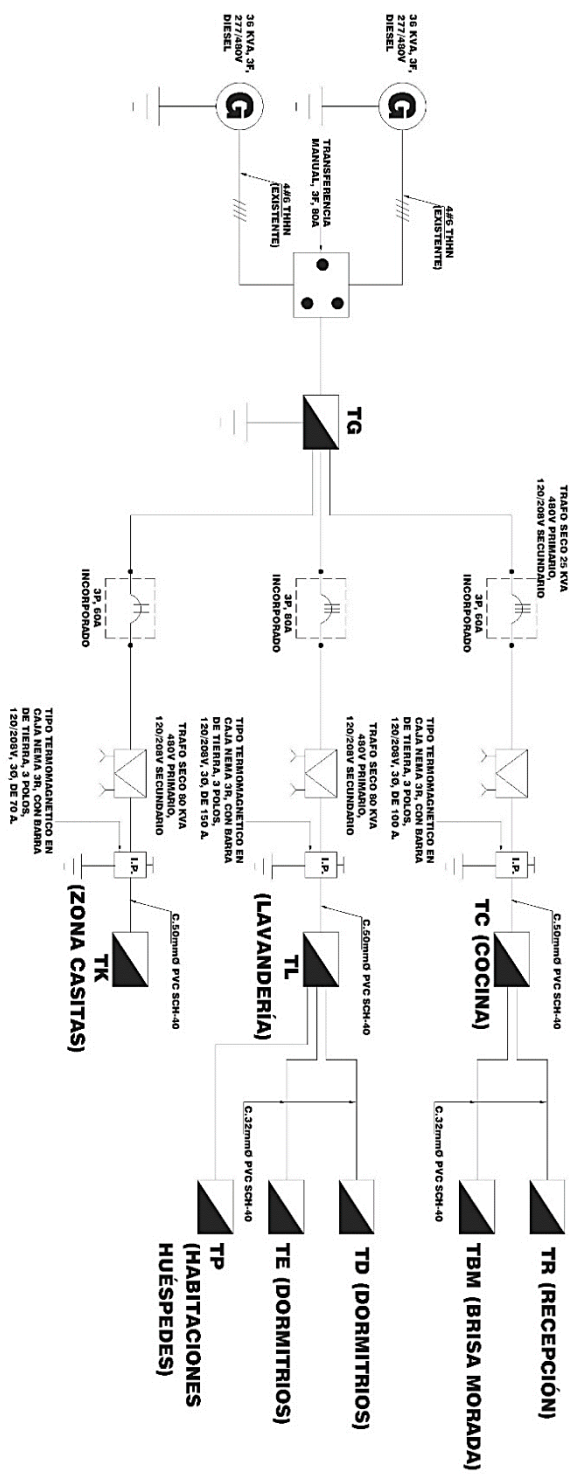 36 KVA, 3F,
277/480V
DIESEL
G
4#6 THHN
(EXISTENTE)
TRANSFERENCIA
MANUAL, 3F, 80A
36 KVA, 3F,
277/480V
DIESEL
G
4#6 THHN
(EXISTENTE)
TG
TRAFO SECO 25 KVA
480V PRIMARIO,
120/208V SECUNDARIO
3P, 60A
INCORPORADO
TIPO TERMOMAGNETICO EN
CAJA NEMA 3R, CON BARRA
DE TIERRA, 3 POLOS,
120/208V, 3Ø, DE 100 A.
I.P.
C.50mmØ PVC SCH-40
TC (COCINA)
TR (RECEPCIÓN)
TBM (BRISA MORADA)
C.32mmØ PVC SCH-40
3P, 80A
INCORPORADO
TRAFO SECO 80 KVA
480V PRIMARIO,
120/208V SECUNDARIO
TIPO TERMOMAGNETICO EN
CAJA NEMA 3R, CON BARRA
DE TIERRA, 3 POLOS,
120/208V, 3Ø, DE 150 A.
I.P.
C.50mmØ PVC SCH-40
TL
(LAVANDERÍA)
TD (DORMITRIOS)
TE (DORMITRIOS)
C.32mmØ PVC SCH-40
TP
(HABITACIONES
HUÉSPEDES)
3P, 60A
INCORPORADO
TRAFO SECO 80 KVA
480V PRIMARIO,
120/208V SECUNDARIO
TIPO TERMOMAGNETICO EN
CAJA NEMA 3R, CON BARRA
DE TIERRA, 3 POLOS,
120/208V, 3Ø, DE 70 A.
I.P.
C.50mmØ PVC SCH-40
TK
(ZONA CASITAS)